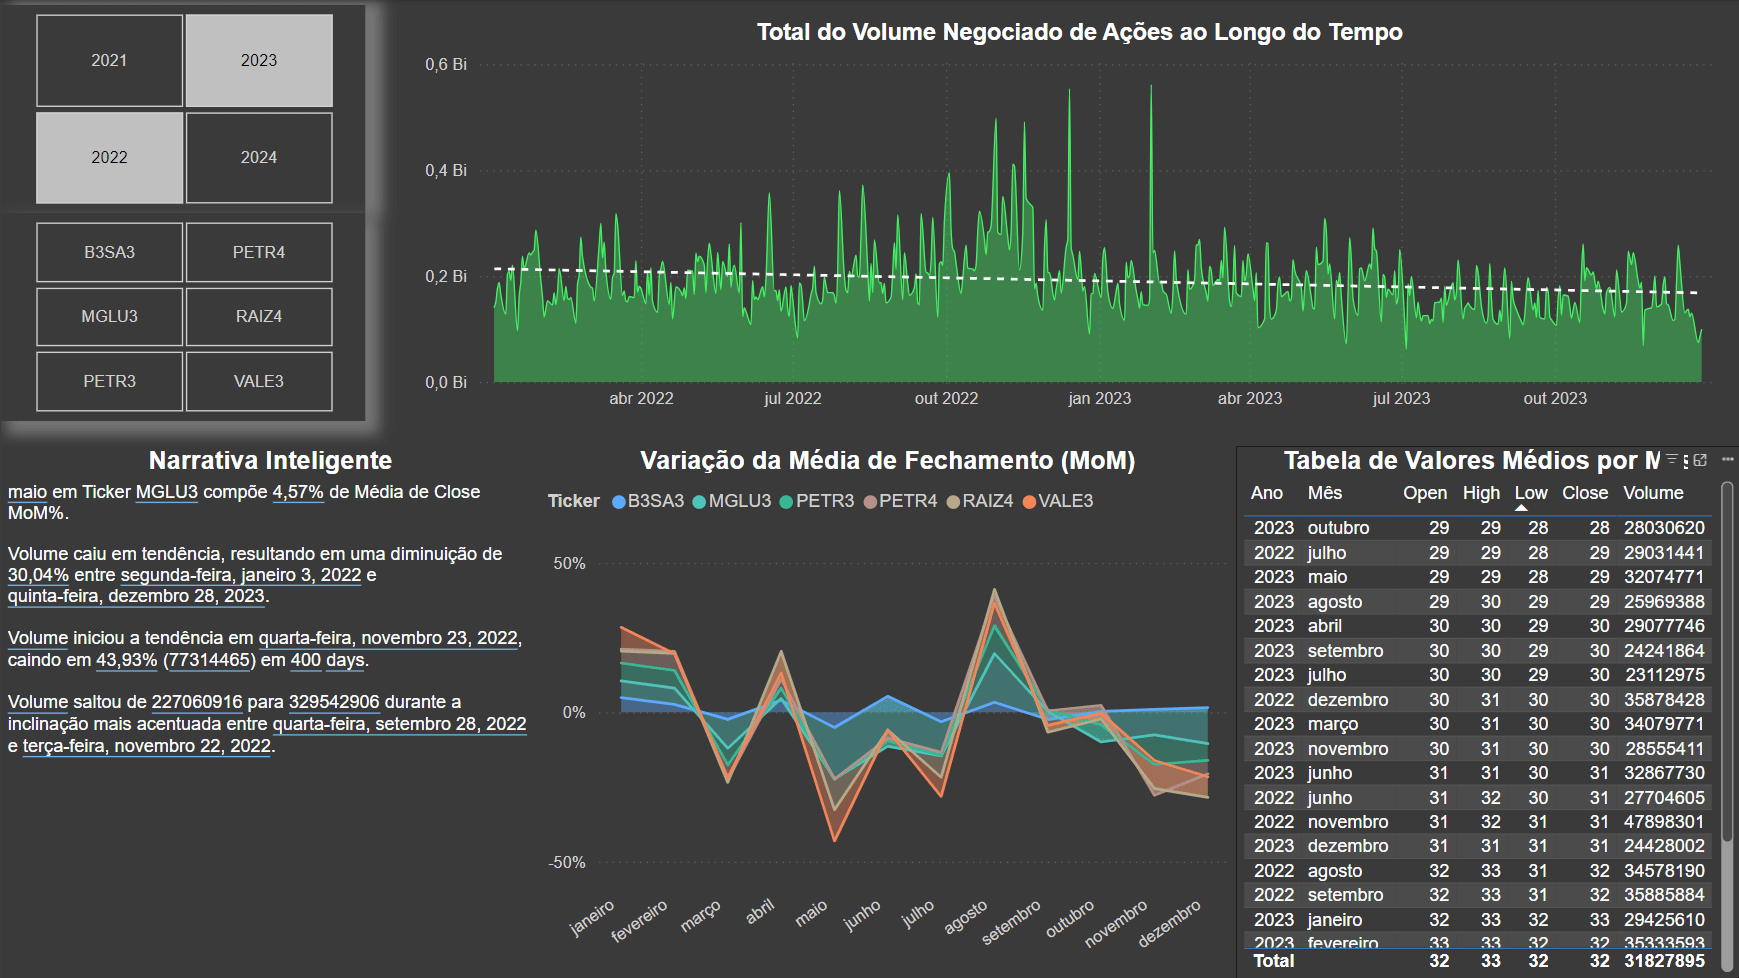 2021
2023
2022
2024
B3SA3
PETR4
MGLU3
RAIZ4
PETR3
VALE3
Total do Volume Negociado de Ações ao Longo do Tempo
0,6 Bi
0,4 Bi
0,2 Bi
0,0 Bi
abr 2022 jul 2022 out 2022 jan 2023 abr 2023 jul 2023 out 2023
Narrativa Inteligente
maio em Ticker MGLU3 compõe 4,57% de Média de Close
MoM%.
Volume caiu em tendência, resultando em uma diminuição de
30,04% entre segunda-feira, janeiro 3, 2022 e
quinta-feira, dezembro 28, 2023.
Volume iniciou a tendência em quarta-feira, novembro 23, 2022,
caindo em 43,93% (77314465) em 400 days.
Volume saltou de 227060916 para 329542906 durante a
inclinação mais acentuada entre quarta-feira, setembro 28, 2022
e terça-feira, novembro 22, 2022.
Variação da Média de Fechamento (MoM)
Ticker B3SA3 MGLU3 PETR3 PETR4 RAIZ4 VALE3
50%
0%
-50%
janeiro fevereiro março abril maio junho julho agosto setembro outubro novembro dezembro
Tabela de Valores Médios por M
Ano Mês Open High Low Close Volume
2023 outubro 29 29 28 28 28030620
2022 julho 29 29 28 29 29031441
2023 maio 29 29 28 29 32074771
2023 agosto 29 30 29 29 25969388
2023 abril 30 30 29 30 29077746
2023 setembro 30 30 29 30 24241864
2023 julho 30 30 29 30 23112975
2022 dezembro 30 31 30 30 35878428
2023 março 30 31 30 30 34079771
2023 novembro 30 31 30 30 28555411
2023 junho 31 31 30 31 32867730
2022 junho 31 32 30 31 27704605
2022 novembro 31 32 31 31 47898301
2023 dezembro 31 31 31 31 24428002
2022 agosto 32 33 31 32 34578190
2022 setembro 32 33 31 32 35885884
2023 janeiro 32 33 32 33 29425610
2023 fevereiro 33 33 32 32 35333593
Total 32 33 32 32 31827895